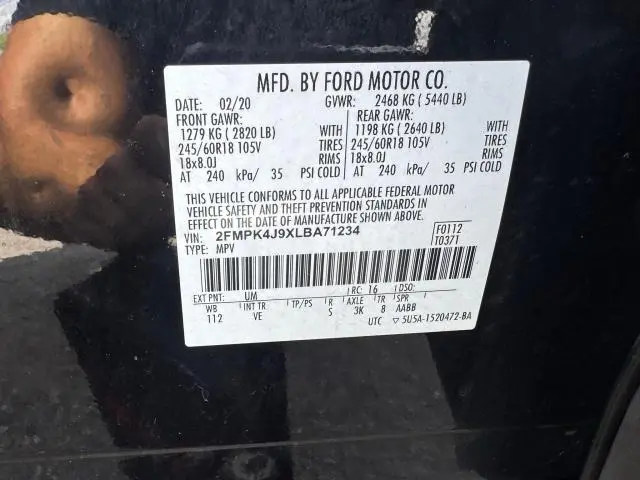 MFD. BY FORD MOTOR CO.
DATE: 02/20 GVWR: 2468 KG ( 5440 LB)
FRONT GAWR: REAR GAWR:
1279 KG ( 2820 LB) WITH 1198 KG ( 2640 LB) WITH
245/60R18 105V TIRES 245/60R18 105V TIRES
18x8.0J RIMS 18x8.0J RIMS
AT 240 kPa/ 35 PSI COLD AT 240 kPa/ 35 PSI COLD
THIS VEHICLE CONFORMS TO ALL APPLICABLE FEDERAL MOTOR
VEHICLE SAFETY AND THEFT PREVENTION STANDARDS IN
EFFECT ON THE DATE OF MANUFACTURE SHOWN ABOVE.
VIN: 2FMPK4J9XLBA71234 F0112
TYPE: MPV T0371
EXT PNT: UM RC: 16 DSO:
WB INT TR TP/PS R AXLE TR SPR
112 VE S 3K 8 AABB
UTC ▽ 5U5A-1520472-BA